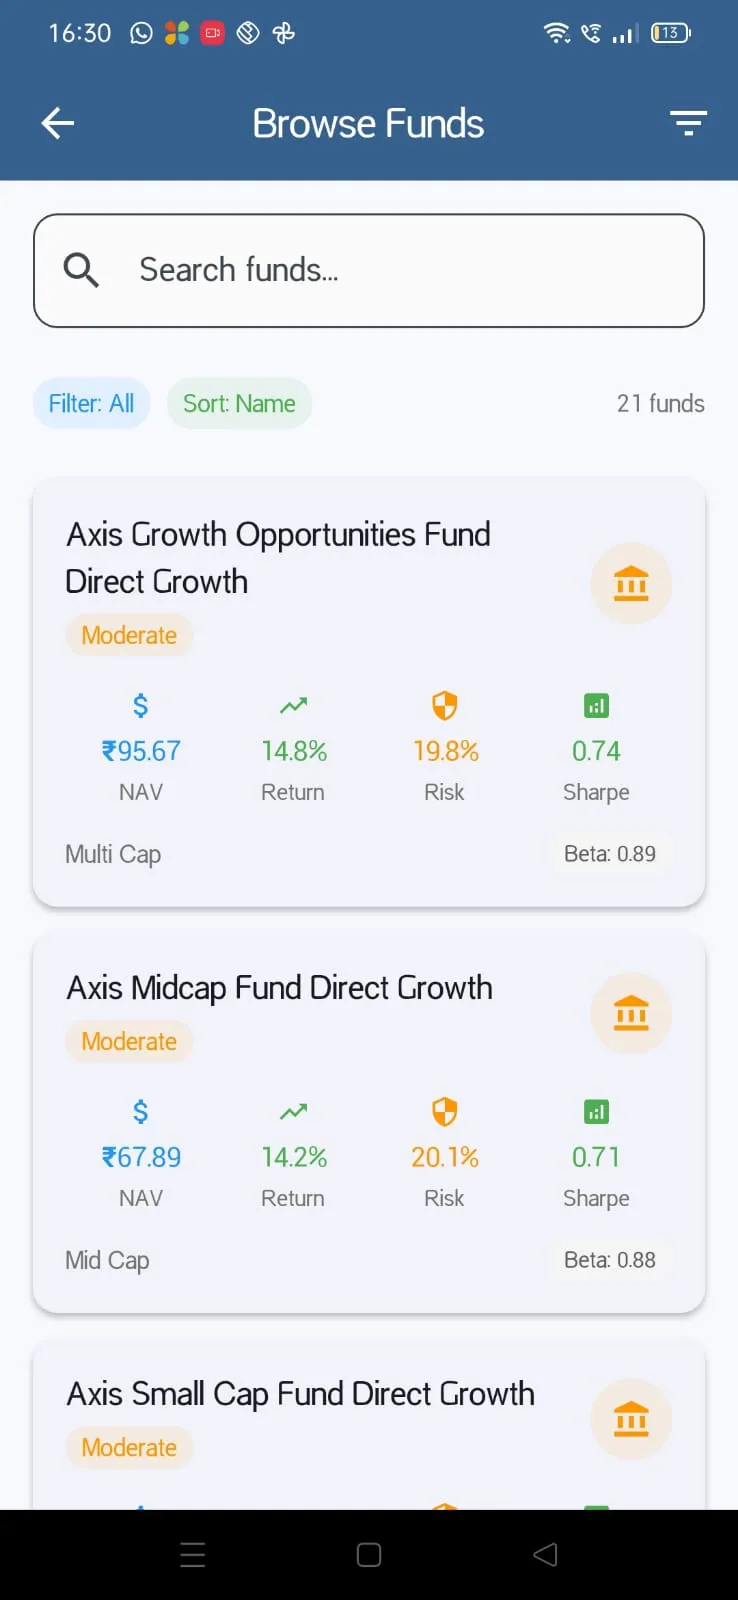 16:30
13
Browse Funds
Search funds...
Filter: All
Sort: Name
21 funds
Axis Growth Opportunities Fund
Direct Growth
Moderate
$
₹95.67 14.8% 19.8% 0.74
NAV Return Risk Sharpe
Multi Cap
Beta: 0.89
Axis Midcap Fund Direct Growth
Moderate
$
₹67.89 14.2% 20.1% 0.71
NAV Return Risk Sharpe
Mid Cap
Beta: 0.88
Axis Small Cap Fund Direct Growth
Moderate